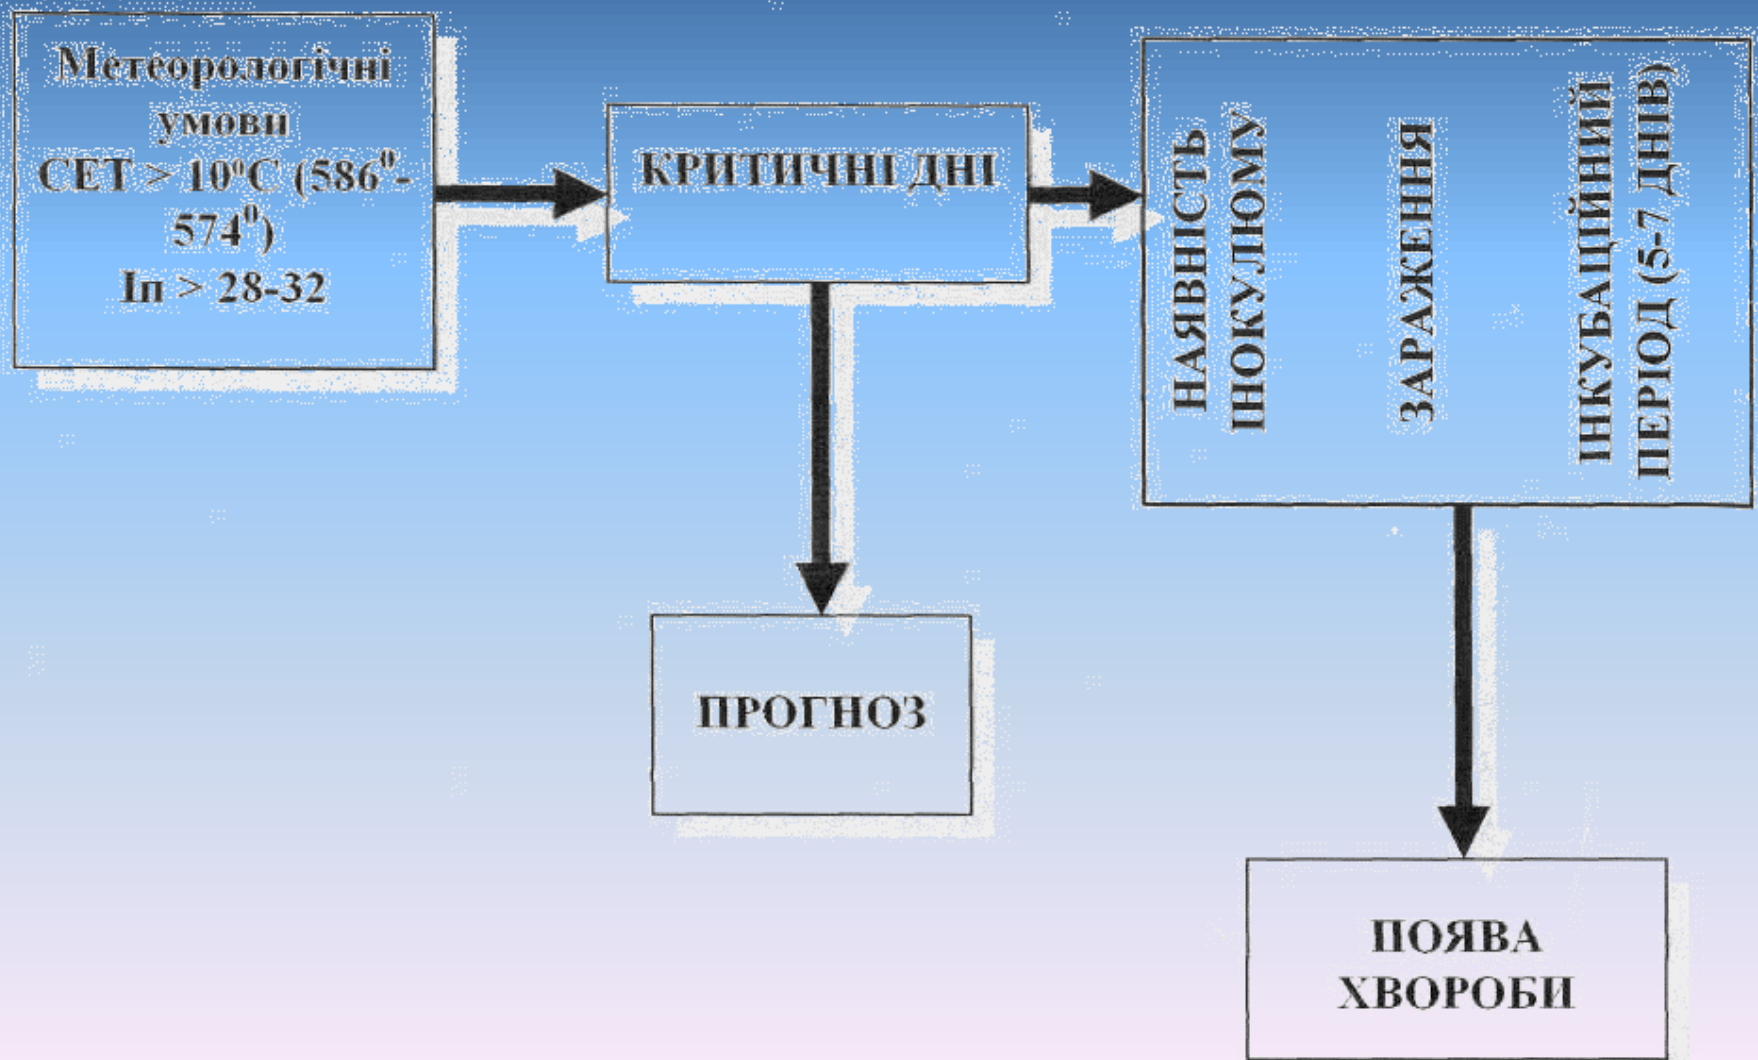 Метеорологічні
умови
СЕТ > 10⁰С (586⁰-
574⁰)
Іп > 28-32
КРИТИЧНІ ДНІ
НАЯВНІСТЬ
ІНОКУЛЮМУ
ЗАРАЖЕННЯ
ІНКУБАЦІЙНИЙ
ПЕРІОД (5-7 ДНІВ)
ПРОГНОЗ
ПОЯВА
ХВОРОБИ